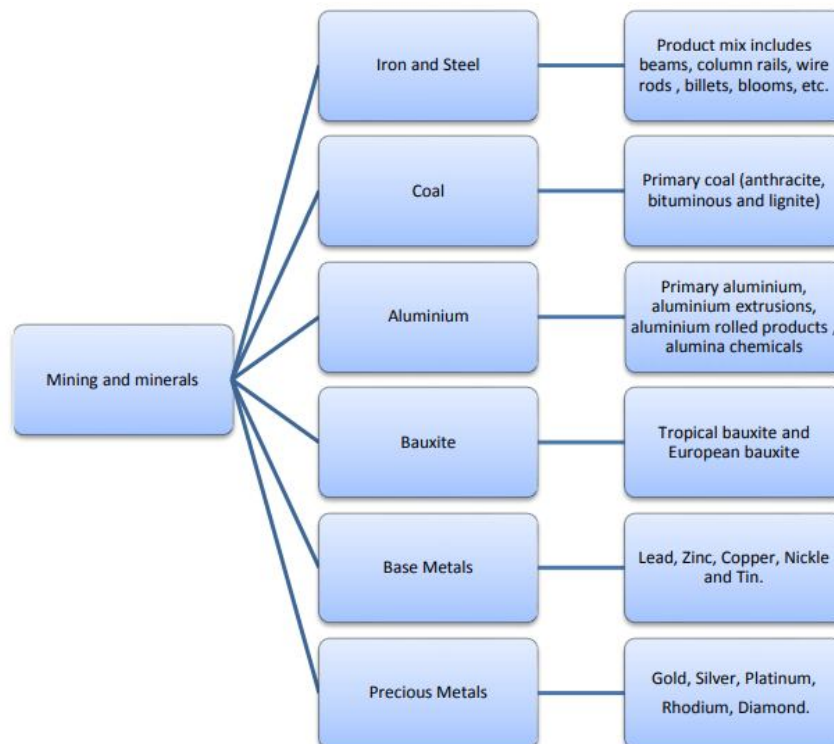 Iron and Steel
Product mix includes
beams, column rails, wire
rods , billets, blooms, etc.
Coal
Primary coal (anthracite,
bituminous and lignite)
Aluminium
Primary aluminium,
aluminium extrusions,
aluminium rolled products ,
alumina chemicals
Mining and minerals
Bauxite
Tropical bauxite and
European bauxite
Base Metals
Lead, Zinc, Copper, Nickle
and Tin.
Precious Metals
Gold, Silver, Platinum,
Rhodium, Diamond.